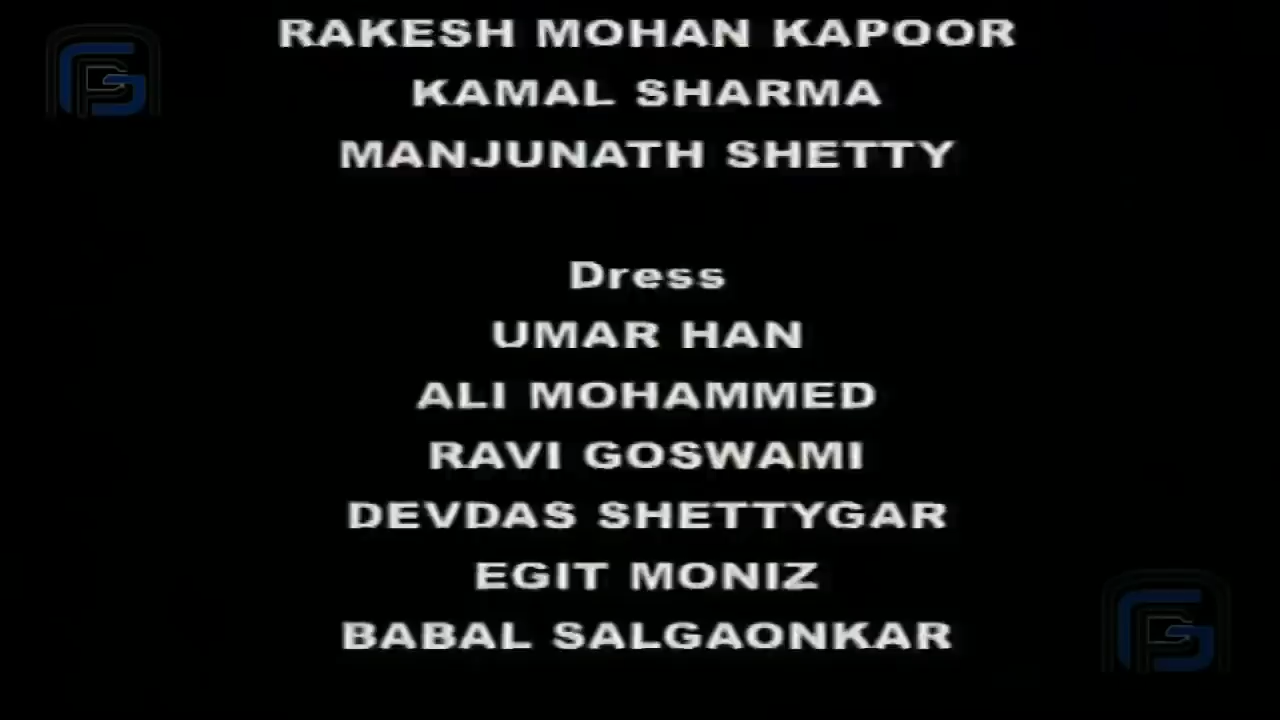 RAKESH MOHAN KAPOOR
KAMAL SHARMA
MANJUNATH SHETTY
Dress
UMAR HAN
ALI MOHAMMED
RAVI GOSWAMI
DEVDAS SHETTYGAR
EGIT MONIZ
BABAL SALGAONKAR